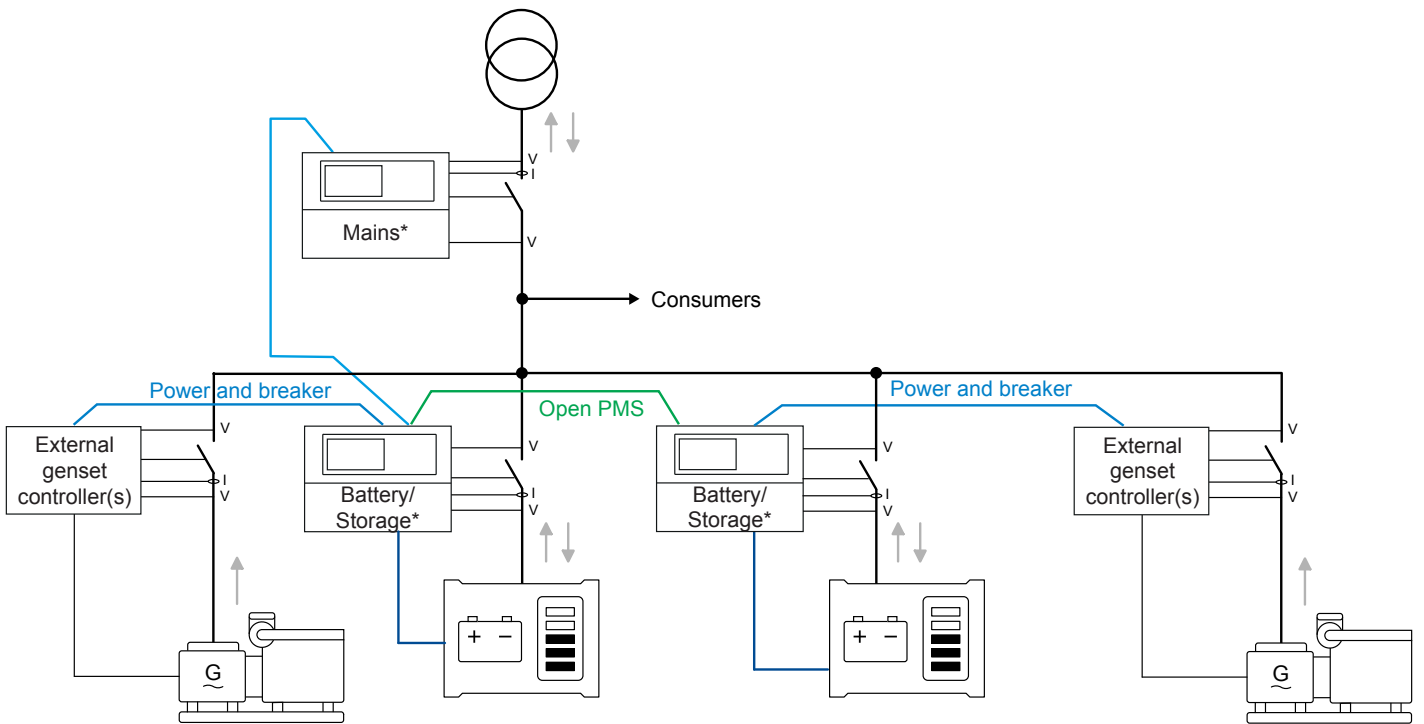 V
I
Mains*
V
Consumers
Power and breaker
Open PMS
Power and breaker
External
genset
controller(s)
V
I
V
Battery/
Storage*
V
I
V
Battery/
Storage*
V
I
V
External
genset
controller(s)
V
I
V
G
~
+ −
+ −
G
~